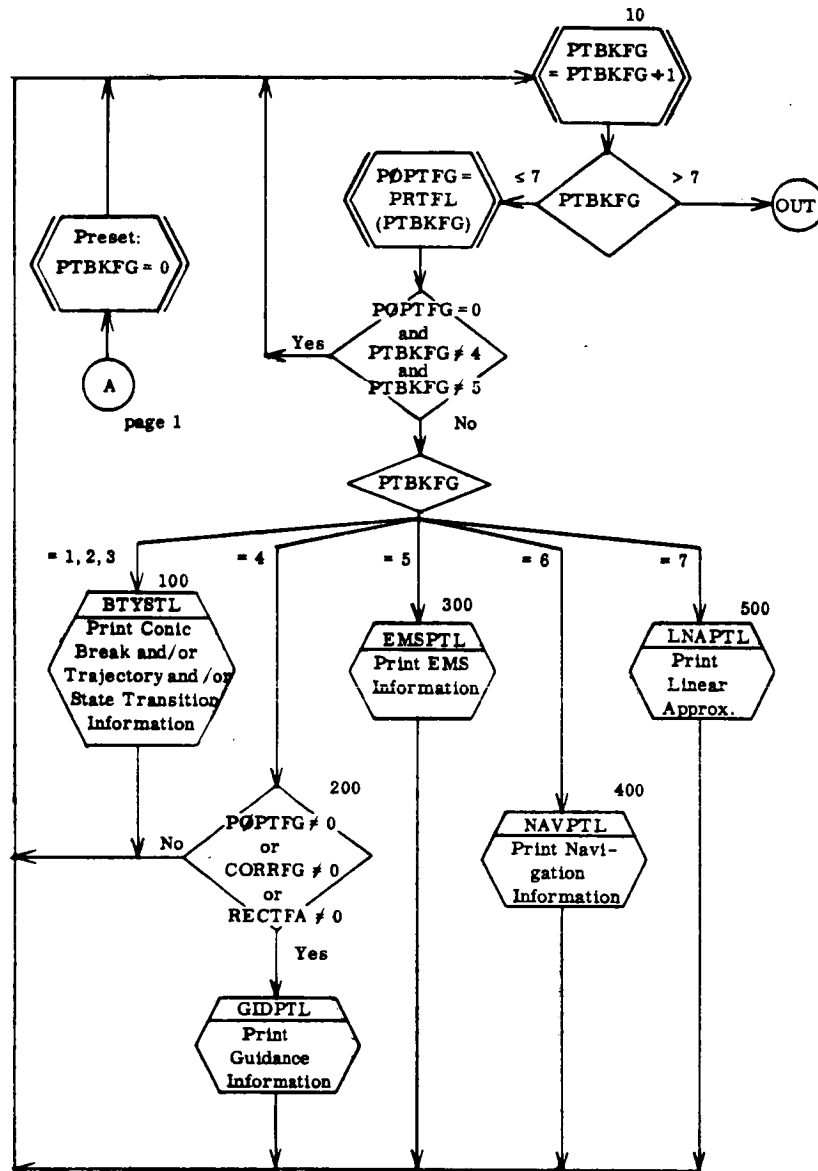 10
PTBKFG
= PTBKFG + 1
PØPTFG =
PRTFL
(PTBKFG)
≤ 7
PTBKFG
> 7
OUT
Preset:
PTBKFG = 0
A
page 1
PØPTFG = 0
and
PTBKFG ≠ 4
and
PTBKFG ≠ 5
Yes
No
PTBKFG
= 1, 2, 3
= 4
= 5
= 6
= 7
100
BTYSTL
Print Conic
Break and/or
Trajectory and /or
State Transition
Information
300
EMSPTL
Print EMS
Information
500
LNAPTL
Print
Linear
Approx.
200
PØPTFG ≠ 0
or
CORRFG ≠ 0
or
RECTFA ≠ 0
No
Yes
400
NAVPTL
Print Navi-
gation
Information
GIDPTL
Print
Guidance
Information